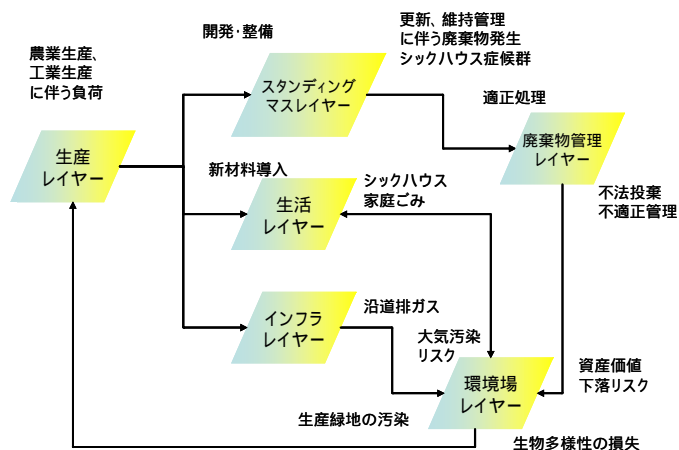 開発・整備
更新、維持管理
に伴う廃棄物発生
シックハウス症候群
農業生産、
工業生産
に伴う負荷
スタンディング
マスレイヤー
適正処理
生産
レイヤー
廃棄物管理
レイヤー
新材料導入
シックハウス
家庭ごみ
生活
レイヤー
不法投棄
不適正管理
沿道排ガス
インフラ
レイヤー
大気汚染
リスク
資産価値
下落リスク
環境場
レイヤー
生産緑地の汚染
生物多様性の損失